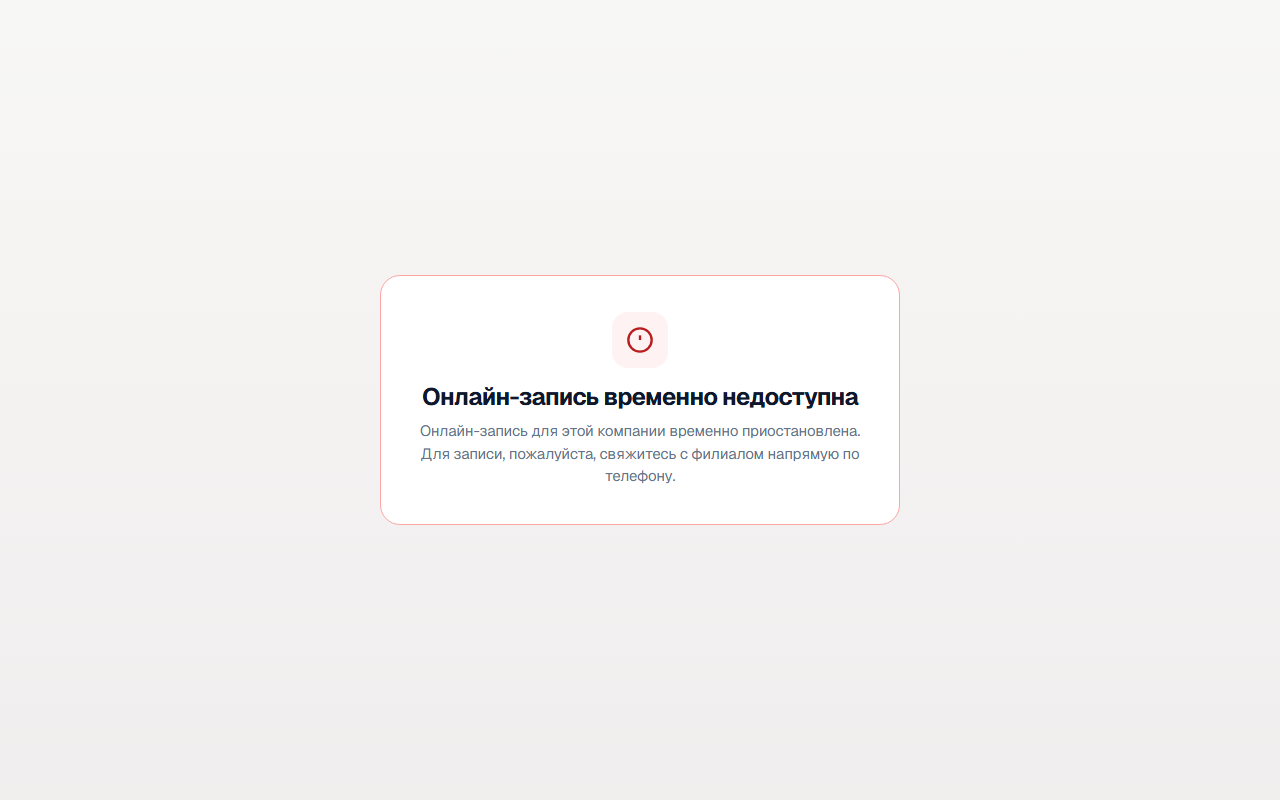 Онлайн-запись временно недоступна
Онлайн-запись для этой компании временно приостановлена.
Для записи, пожалуйста, свяжитесь с филиалом напрямую по
телефону.